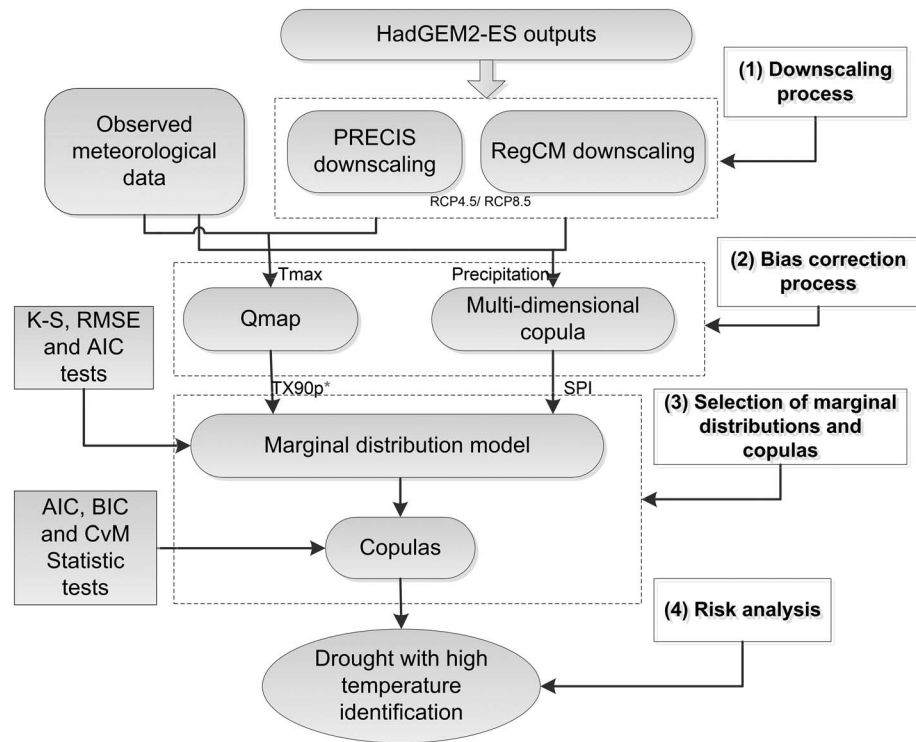 HadGEM2-ES outputs
(1) Downscaling
process
Observed
meteorological
data
PRECIS
downscaling
RegCM downscaling
RCP4.5/ RCP8.5
(2) Bias correction
process
Tmax
Precipitation
Qmap
Multi-dimensional
copula
K-S, RMSE
and AIC
tests
TX90p*
SPI
(3) Selection of marginal
distributions and
copulas
Marginal distribution model
AIC, BIC
and CvM
Statistic
tests
Copulas
(4) Risk analysis
Drought with high
temperature
identification